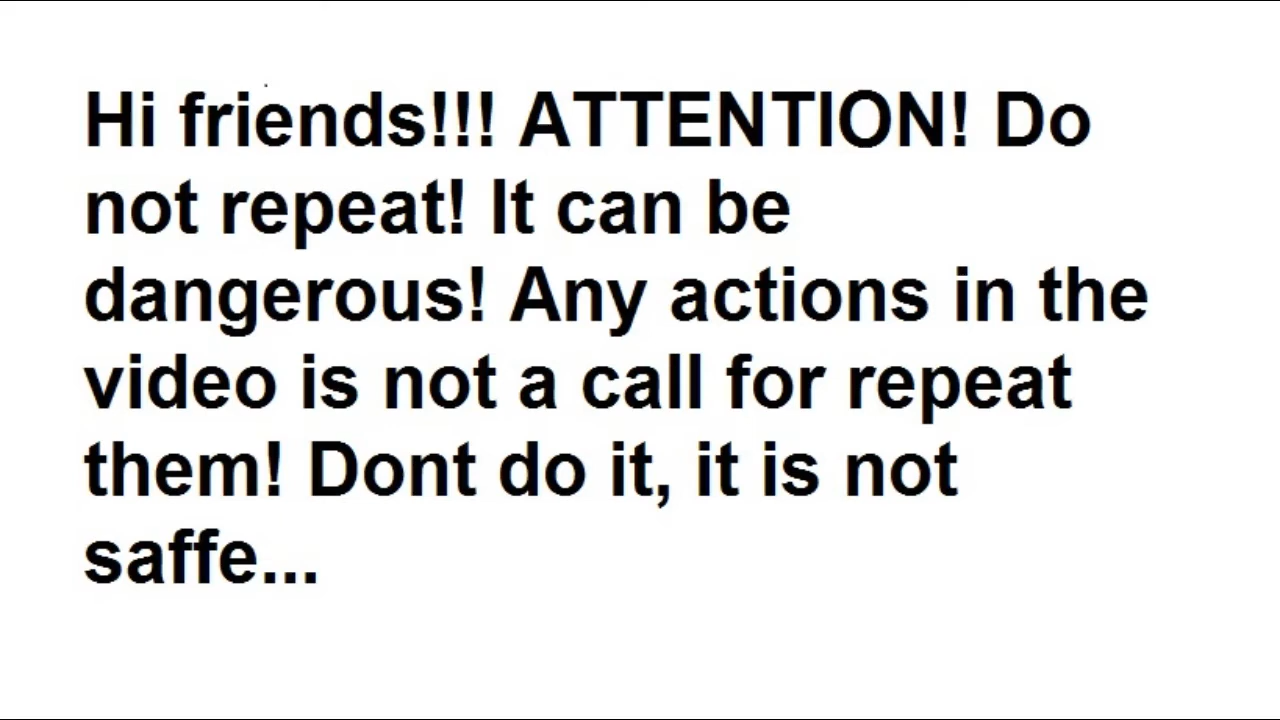 Hi friends!!! ATTENTION! Do
not repeat! It can be
dangerous! Any actions in the
video is not a call for repeat
them! Dont do it, it is not
saffe...